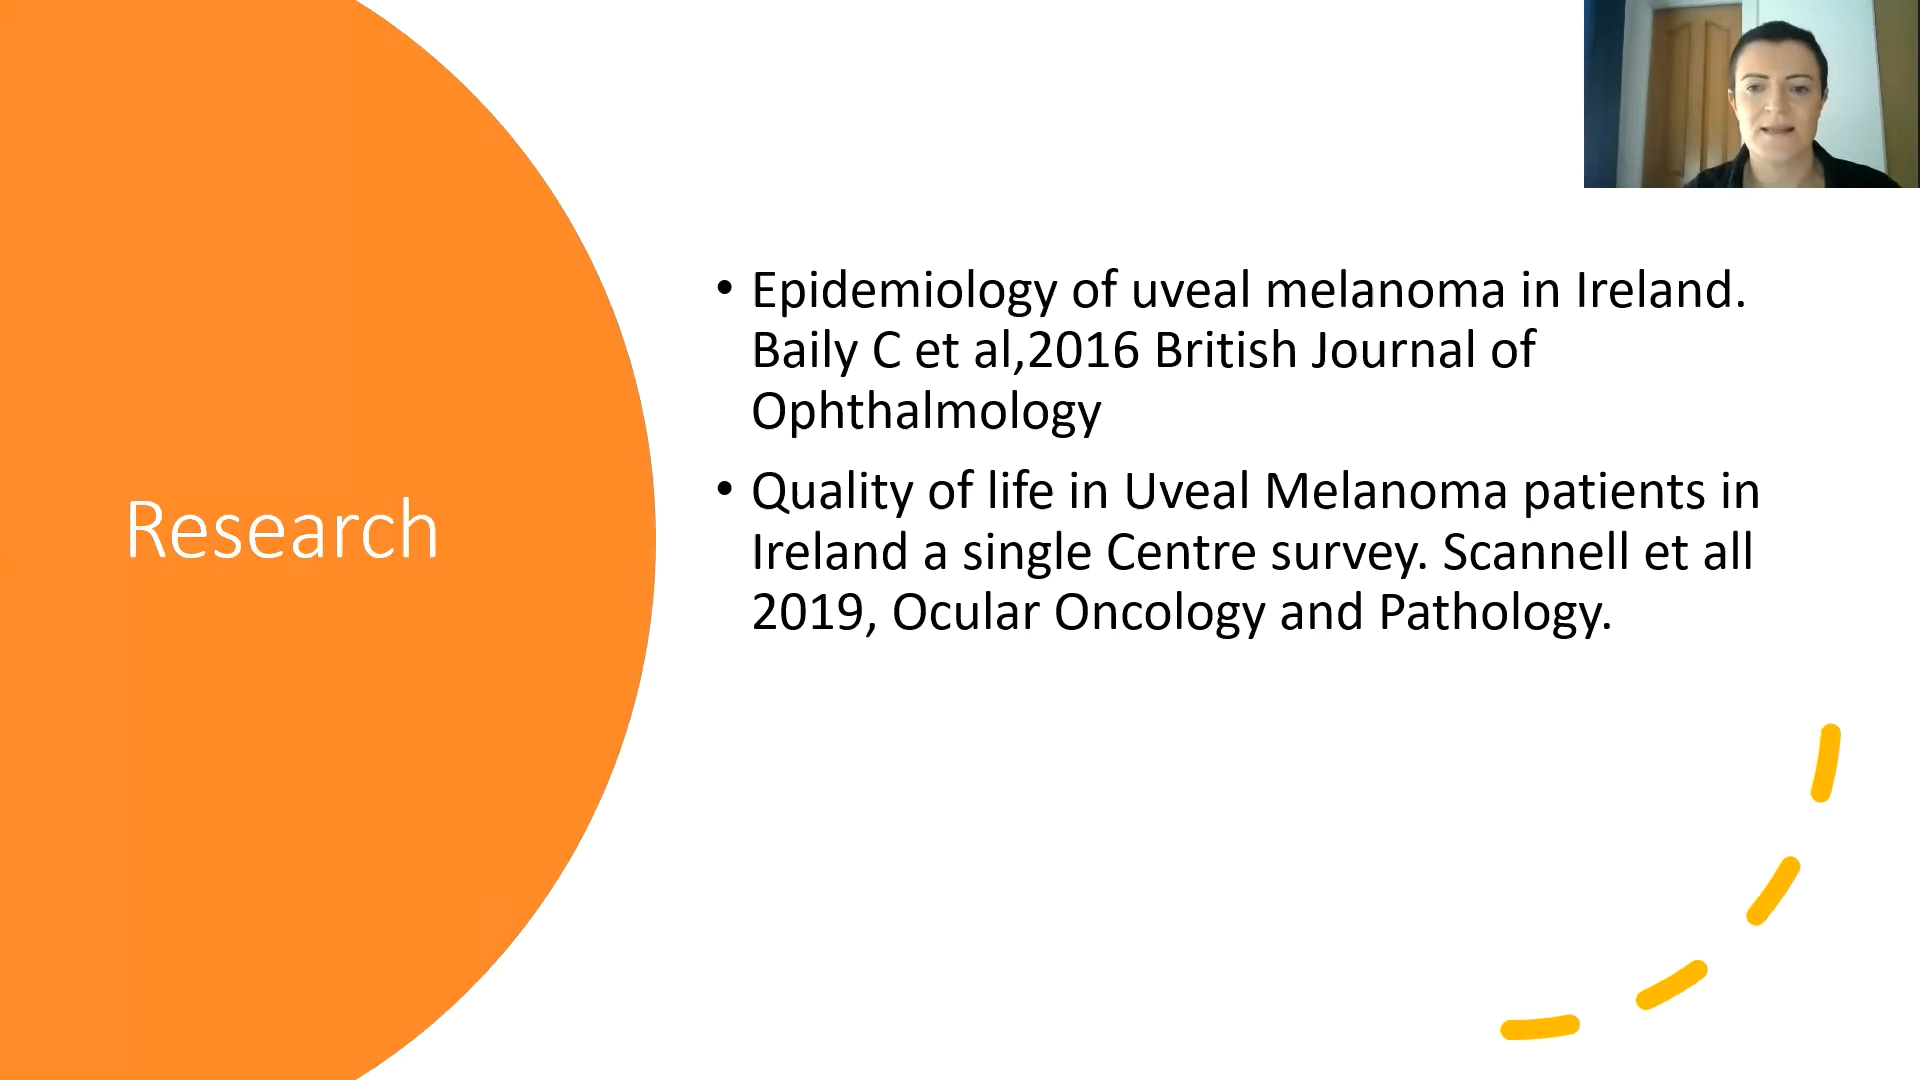 Research
• Epidemiology of uveal melanoma in Ireland.
Baily C et al,2016 British Journal of
Ophthalmology
• Quality of life in Uveal Melanoma patients in
Ireland a single Centre survey. Scannell et all
2019, Ocular Oncology and Pathology.